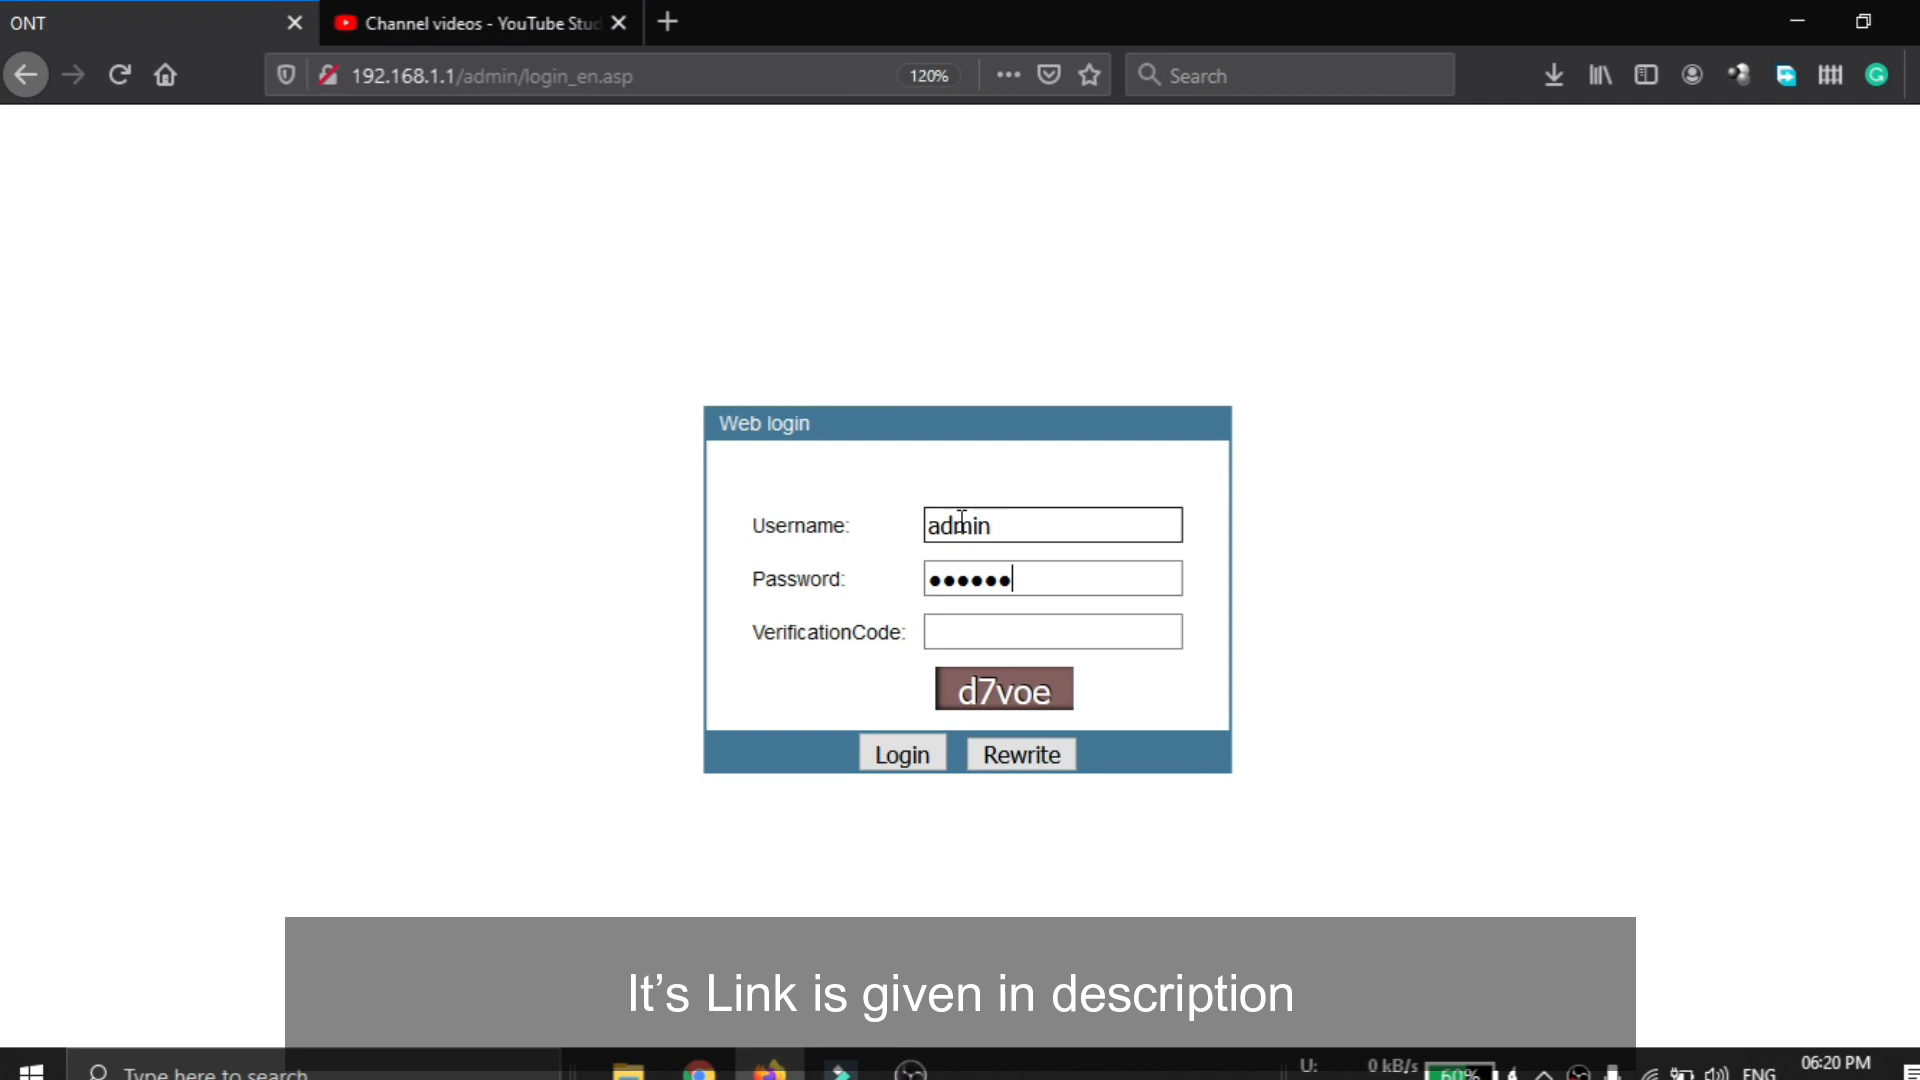 ONT
Channel videos - YouTube Stud
192.168.1.1/admin/login_en.asp
120%
Search
Web login
Username:
admin
Password:
●●●●●●
VerificationCode:
d7voe
Login
Rewrite
It’s Link is given in description
Type here to search
U:
0 kB/s
60%
ENG
06:20 PM